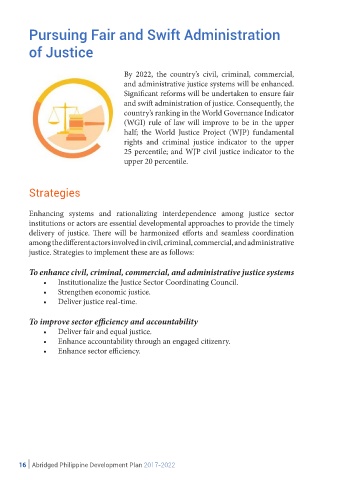 Pursuing Fair and Swift Administration
of Justice
By 2022, the country's civil, criminal, commercial,
and administrative justice systems will be enhanced.
Significant reforms will be undertaken to ensure fair
and swift administration of justice. Consequently, the
country's ranking in the World Governance Indicator
(WGI) rule of law will improve to be in the upper
half; the World Justice Project (WJP) fundamental
rights and criminal justice indicator to the upper
25 percentile; and WJP civil justice indicator to the
upper 20 percentile.
Strategies
Enhancing systems and rationalizing interdependence among justice sector
institutions or actors are essential developmental approaches to provide the timely
delivery of justice. There will be harmonized efforts and seamless coordination
among the different actors involved in civil, criminal, commercial, and administrative
justice. Strategies to implement these are as follows:
To enhance civil, criminal, commercial, and administrative justice systems
• Institutionalize the Justice Sector Coordinating Council.
• Strengthen economic justice.
• Deliver justice real-time.
To improve sector efficiency and accountability
• Deliver fair and equal justice.
• Enhance accountability through an engaged citizenry.
• Enhance sector efficiency.
16 | Abridged Philippine Development Plan 2017-2022